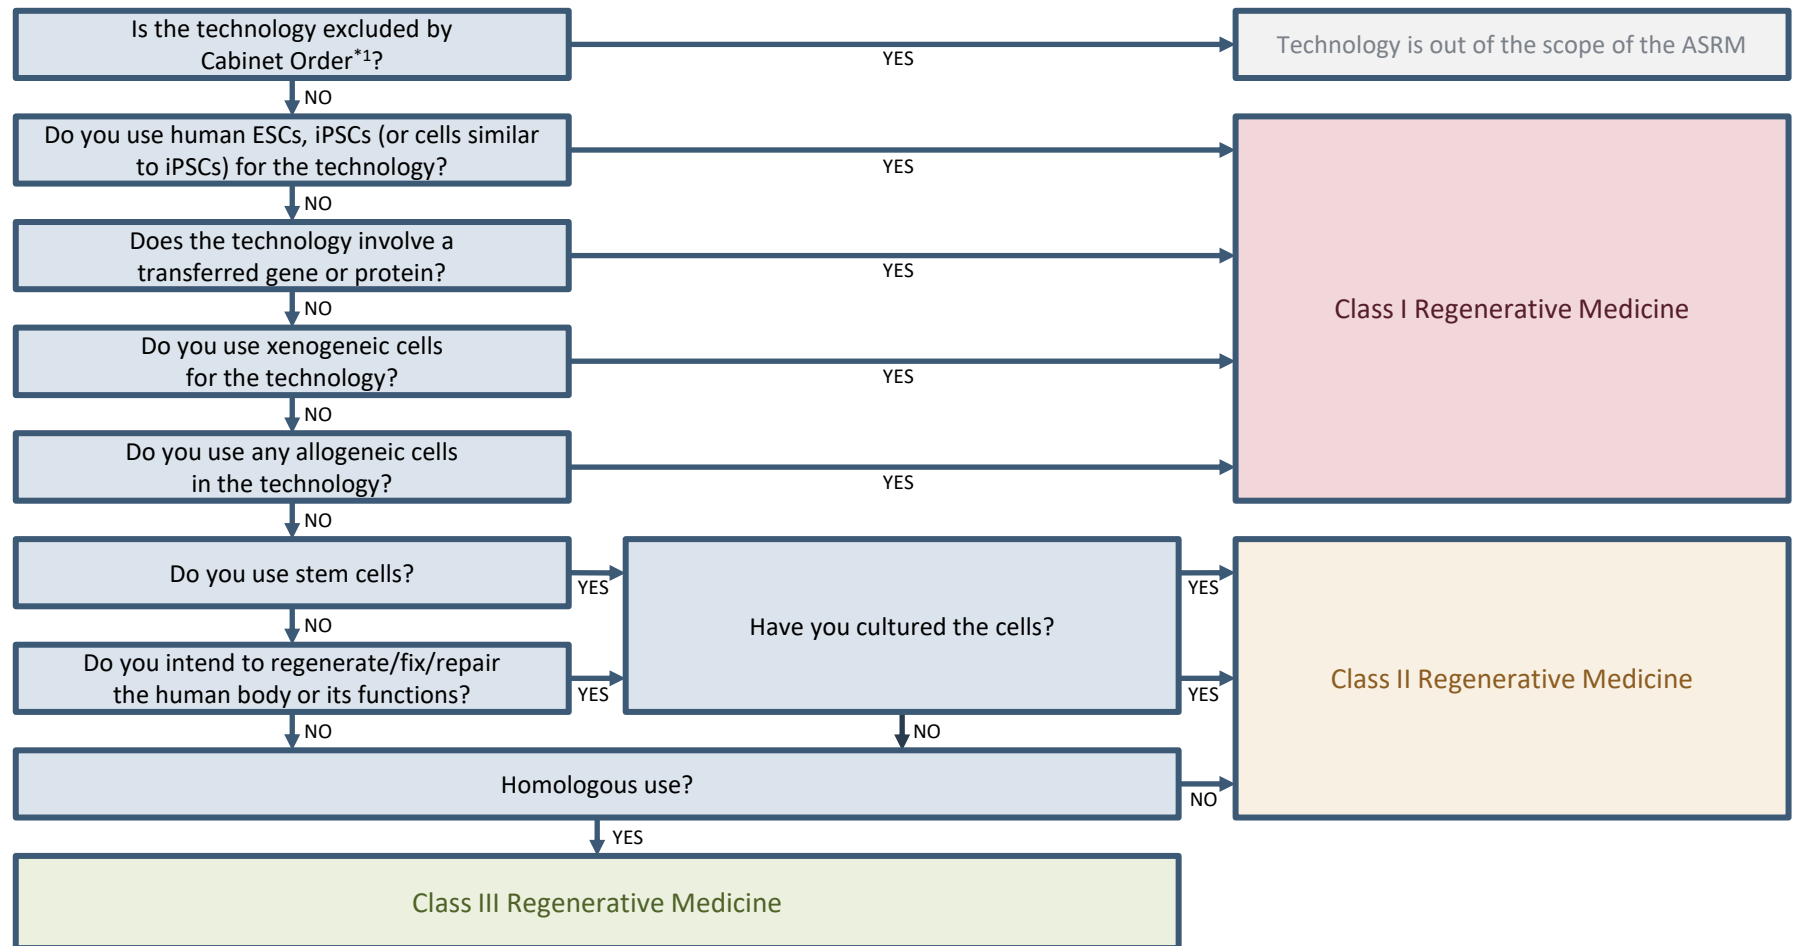 Is the technology excluded by
Cabinet Order*1?
YES
Technology is out of the scope of the ASRM
NO
Do you use human ESCs, iPSCs (or cells similar
to iPSCs) for the technology?
YES
Class I Regenerative Medicine
NO
Does the technology involve a
transferred gene or protein?
YES
NO
Do you use xenogeneic cells
for the technology?
YES
NO
Do you use any allogeneic cells
in the technology?
YES
NO
Do you use stem cells?
YES
Have you cultured the cells?
YES
Class II Regenerative Medicine
NO
Do you intend to regenerate/fix/repair
the human body or its functions?
YES
YES
NO
NO
Homologous use?
NO
YES
Class III Regenerative Medicine